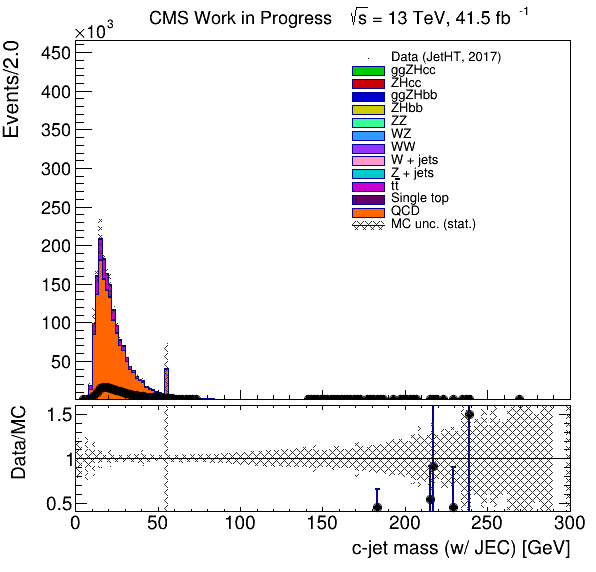 CMS Work in Progress √s = 13 TeV, 41.5 fb⁻¹
×10³
Events/2.0
450
400
350
300
250
200
150
100
50
Data (JetHT, 2017)
ggZHcc
ZHcc
ggZHbb
ZHbb
ZZ
WZ
WW
W + jets
Z + jets
tt̅
Single top
QCD
MC unc. (stat.)
Data/MC
1.5
1
0.5
0 50 100 150 200 250 300
c-jet mass (w/ JEC) [GeV]